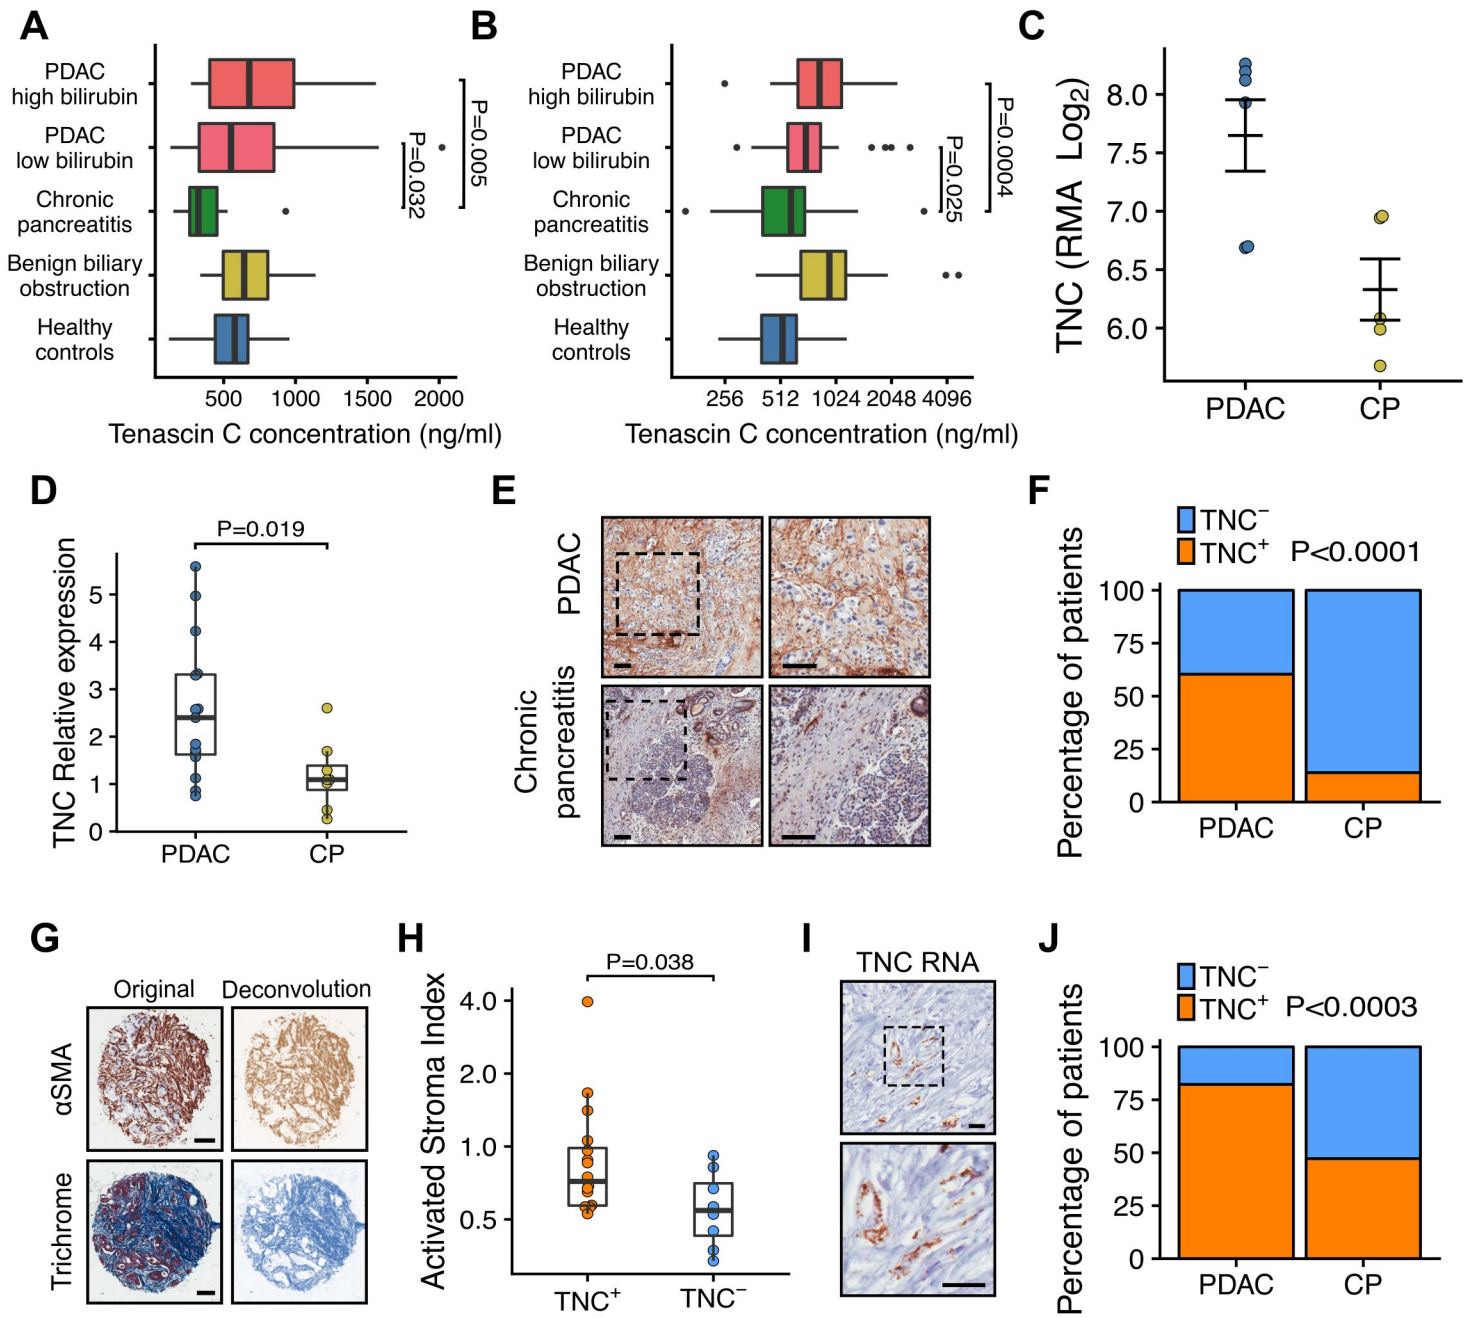 A
PDAC
high bilirubin
PDAC
low bilirubin
Chronic
pancreatitis
Benign biliary
obstruction
Healthy
controls
P=0.032
P=0.005
500 1000 1500 2000
Tenascin C concentration (ng/ml)
B
PDAC
high bilirubin
PDAC
low bilirubin
Chronic
pancreatitis
Benign biliary
obstruction
Healthy
controls
P=0.025
P=0.0004
256 512 1024 2048 4096
Tenascin C concentration (ng/ml)
C
TNC (RMA Log₂)
8.0
7.5
7.0
6.5
6.0
PDAC CP
D
P=0.019
TNC Relative expression
5
4
3
2
1
0
PDAC CP
E
PDAC
Chronic
pancreatitis
F
TNC⁻
TNC⁺
P<0.0001
Percentage of patients
100
75
50
25
0
PDAC CP
G
Original Deconvolution
αSMA
Trichrome
H
P=0.038
Activated Stroma Index
4.0
2.0
1.0
0.5
TNC⁺ TNC⁻
I
TNC RNA
J
TNC⁻
TNC⁺
P<0.0003
Percentage of patients
100
75
50
25
0
PDAC CP